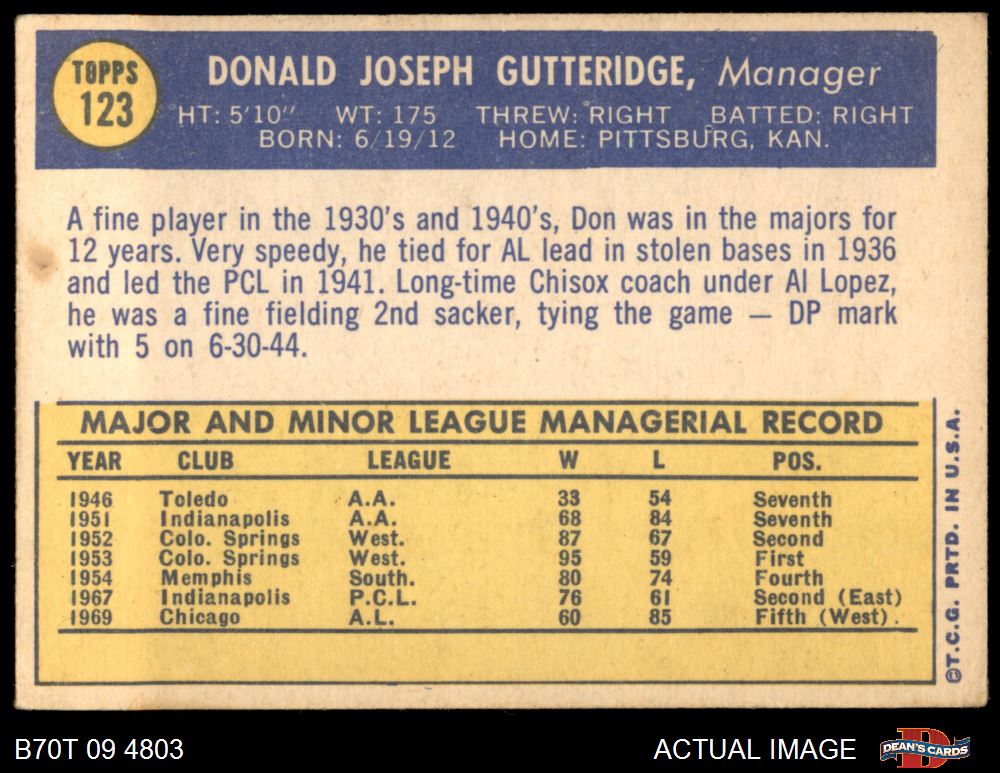 TOPPS
123
DONALD JOSEPH GUTTERIDGE, Manager
HT: 5'10" WT: 175 THREW: RIGHT BATTED: RIGHT
BORN: 6/19/12 HOME: PITTSBURG, KAN.
A fine player in the 1930's and 1940's, Don was in the majors for
12 years. Very speedy, he tied for AL lead in stolen bases in 1936
and led the PCL in 1941. Long-time Chisox coach under Al Lopez,
he was a fine fielding 2nd sacker, tying the game — DP mark
with 5 on 6-30-44.
MAJOR AND MINOR LEAGUE MANAGERIAL RECORD
YEAR CLUB LEAGUE W L POS.
1946 Toledo A.A. 33 54 Seventh
1951 Indianapolis A.A. 68 84 Seventh
1952 Colo. Springs West. 87 67 Second
1953 Colo. Springs West. 95 59 First
1954 Memphis South. 80 74 Fourth
1967 Indianapolis P.C.L. 76 61 Second (East)
1969 Chicago A.L. 60 85 Fifth (West).
©T.C.G. PRTD. IN U.S.A.
B70T 09 4803 ACTUAL IMAGE DEAN'S CARDS